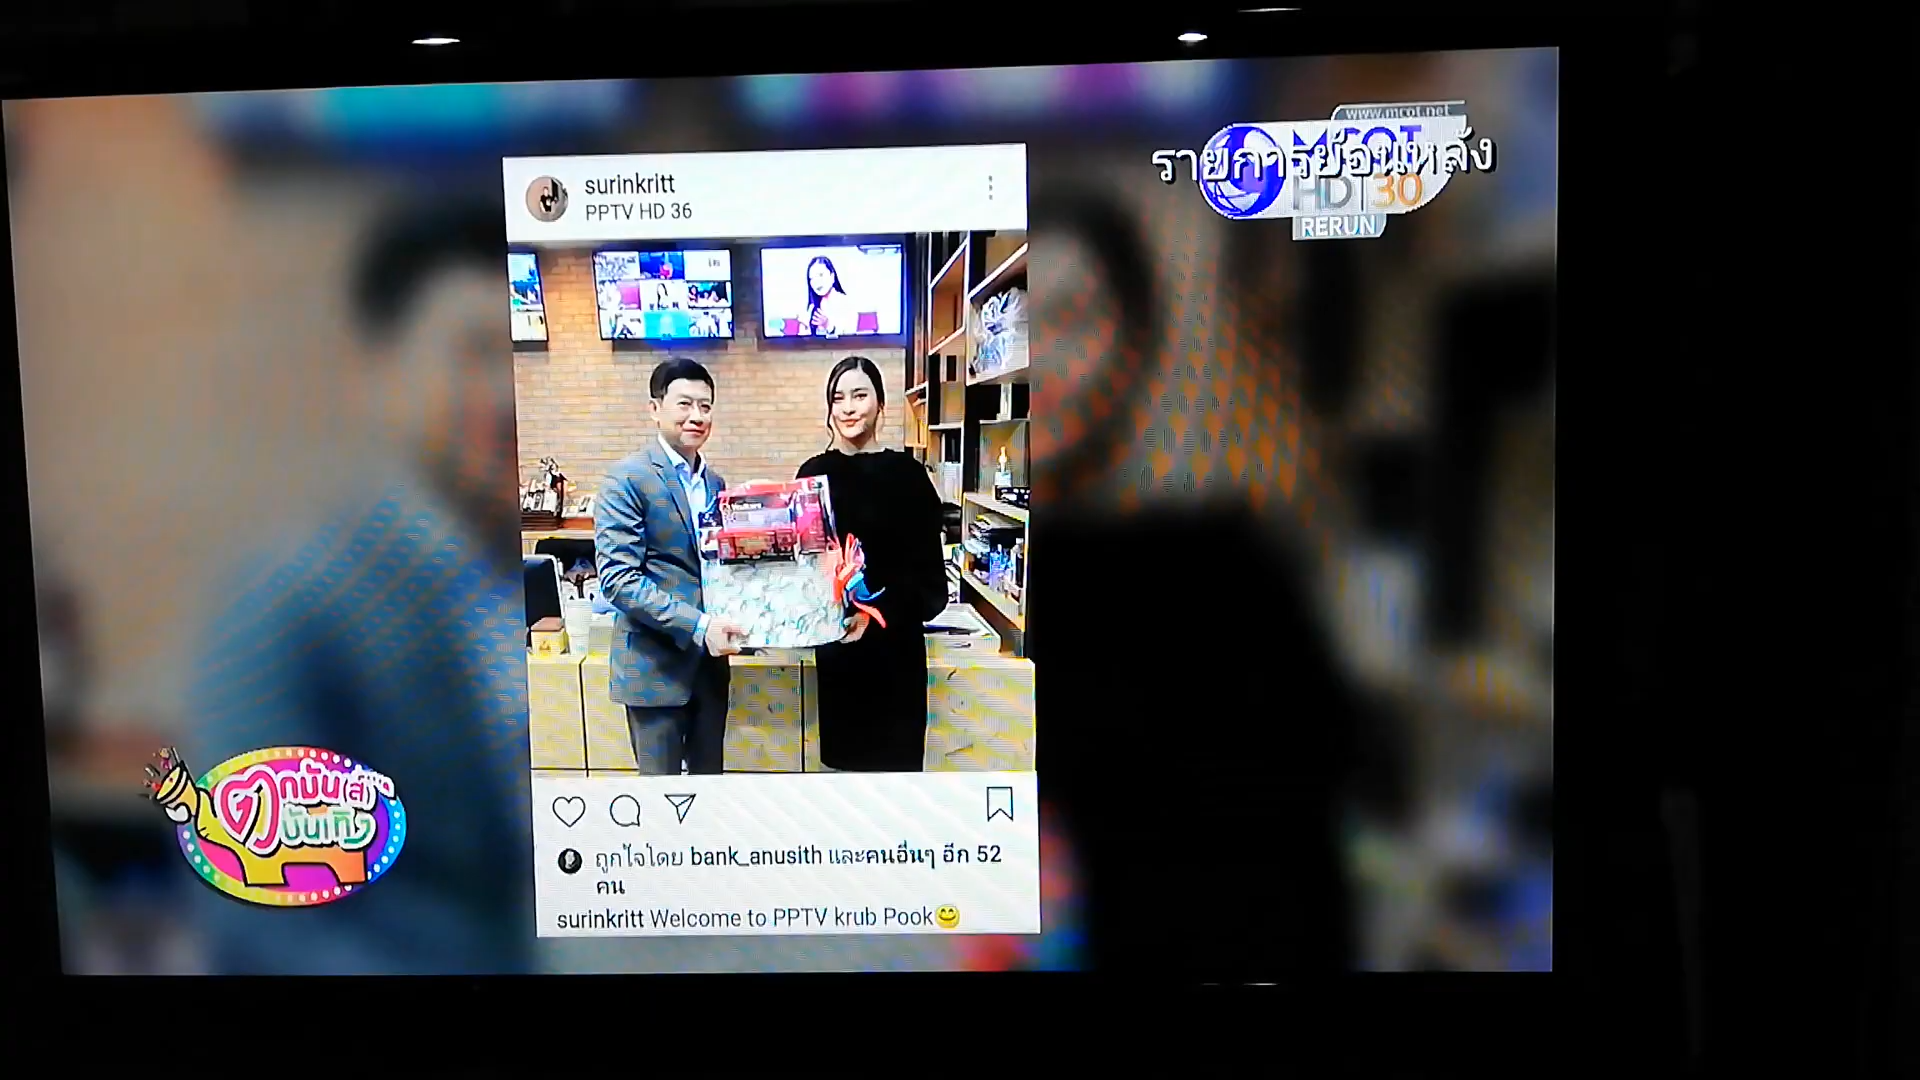 www.mcot.net
MCOT
รายการย้อนหลัง
HD 30
RERUN
surinkritt
PPTV HD 36
Walkers
ตกมัน(ส์)
บันเทิง
ถูกใจโดย bank_anusith และคนอื่นๆ อีก 52
คน
surinkritt Welcome to PPTV krub Pook😊